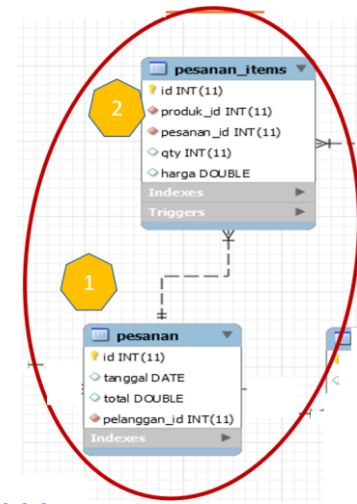 pesanan_items
2
id INT(11)
produk_id INT(11)
pesanan_id INT(11)
qty INT(11)
harga DOUBLE
Indexes
Triggers
1
pesanan
id INT(11)
tanggal DATE
total DOUBLE
pelanggan_id INT(11)
Indexes